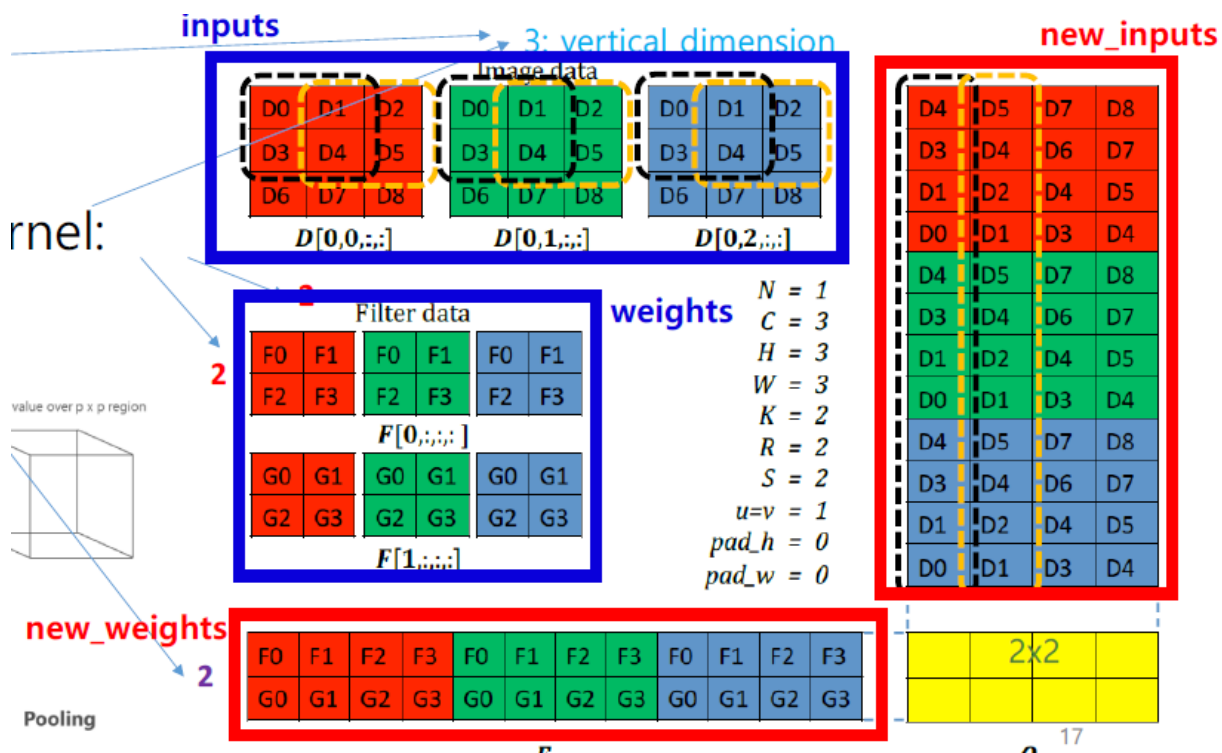 inputs
3: vertical dimension
new_inputs
Image data
D0 D1 D2 D0 D1 D2 D0 D1 D2
D3 D4 D5 D3 D4 D5 D3 D4 D5
D6 D7 D8 D6 D7 D8 D6 D7 D8
D[0,0,:,:] D[0,1,:,:] D[0,2,:,:]
D4 D5 D7 D8
D3 D4 D6 D7
D1 D2 D4 D5
D0 D1 D3 D4
D4 D5 D7 D8
D3 D4 D6 D7
D1 D2 D4 D5
D0 D1 D3 D4
D4 D5 D7 D8
D3 D4 D6 D7
D1 D2 D4 D5
D0 D1 D3 D4
rnel:
2
2
Filter data
weights
F0 F1 F0 F1 F0 F1
F2 F3 F2 F3 F2 F3
F[0,:,:,:]
G0 G1 G0 G1 G0 G1
G2 G3 G2 G3 G2 G3
F[1,:,:,:]
N = 1
C = 3
H = 3
W = 3
K = 2
R = 2
S = 2
u=v = 1
pad_h = 0
pad_w = 0
value over p x p region
new_weights
2
F0 F1 F2 F3 F0 F1 F2 F3 F0 F1 F2 F3
G0 G1 G2 G3 G0 G1 G2 G3 G0 G1 G2 G3
2x2
Pooling
17